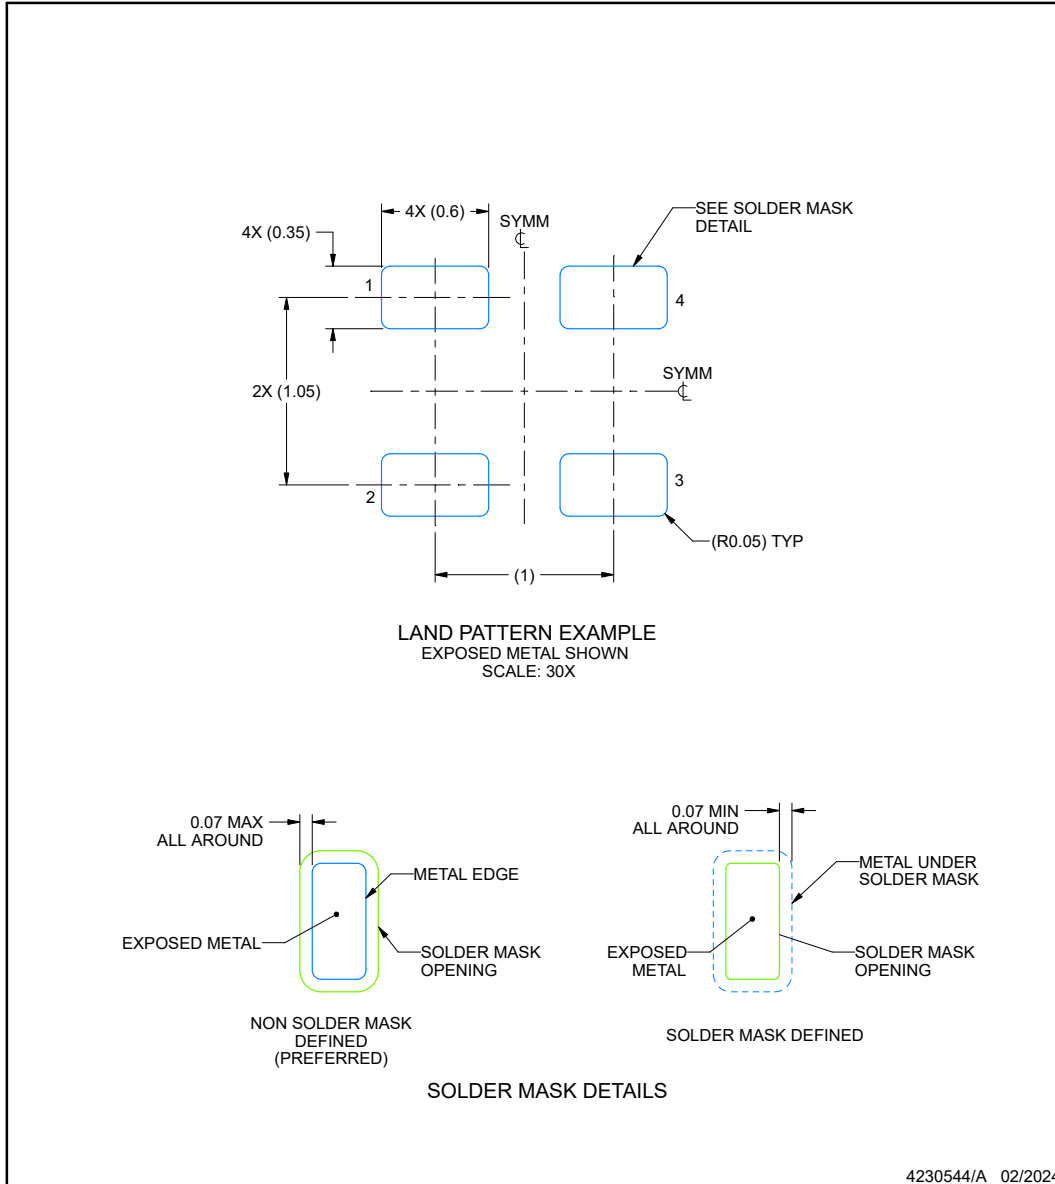 4X (0.6)
SYMM
SEE SOLDER MASK
DETAIL
4X (0.35)
1
4
2X (1.05)
SYMM
2
3
(R0.05) TYP
(1)
LAND PATTERN EXAMPLE
EXPOSED METAL SHOWN
SCALE: 30X
0.07 MAX
ALL AROUND
METAL EDGE
EXPOSED METAL
SOLDER MASK
OPENING
NON SOLDER MASK
DEFINED
(PREFERRED)
0.07 MIN
ALL AROUND
METAL UNDER
SOLDER MASK
EXPOSED
METAL
SOLDER MASK
OPENING
SOLDER MASK DEFINED
SOLDER MASK DETAILS
4230544/A 02/2024